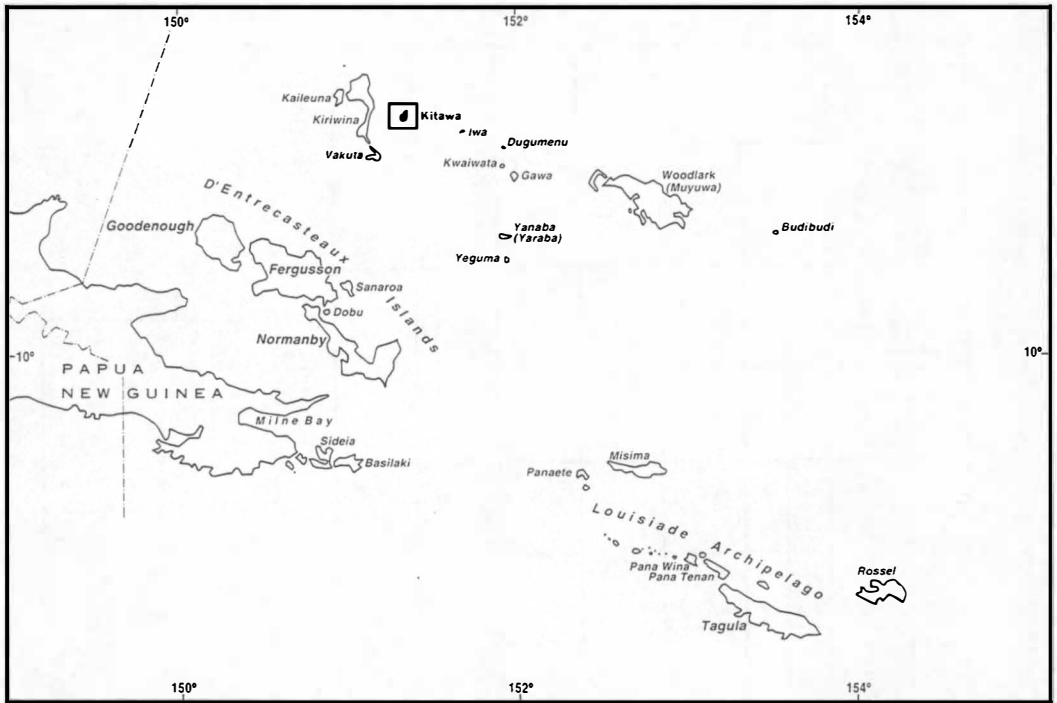 150°
152°
154°
Kaileuna
Kiriwina
Kitawa
Iwa
Vakuta
Dugumenu
Kwaiwata
Gawa
Woodlark
(Muyuwa)
D'Entrecasteaux
Islands
Goodenough
Fergusson
Sanaroa
Dobu
Normanby
Yanaba
(Yaraba)
Yeguma
Budibudi
10°
10°
PAPUA
NEW GUINEA
Milne Bay
Sideia
Basilaki
Misima
Panaete
Louisiade Archipelago
Pana Wina
Pana Tenan
Tagula
Rossel
150°
152°
154°